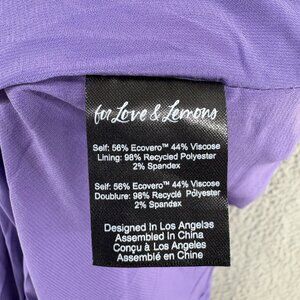 for Love & Lemons
Self: 56% Ecovero™ 44% Viscose
Lining: 98% Recycled Polyester
2% Spandex
Self: 56% Ecovero™ 44% Viscose
Doublure: 98% Recyclé Polyester
2% Spandex
Designed In Los Angeles
Assembled In China
Conçu à Los Angeles
Assemblé en Chine